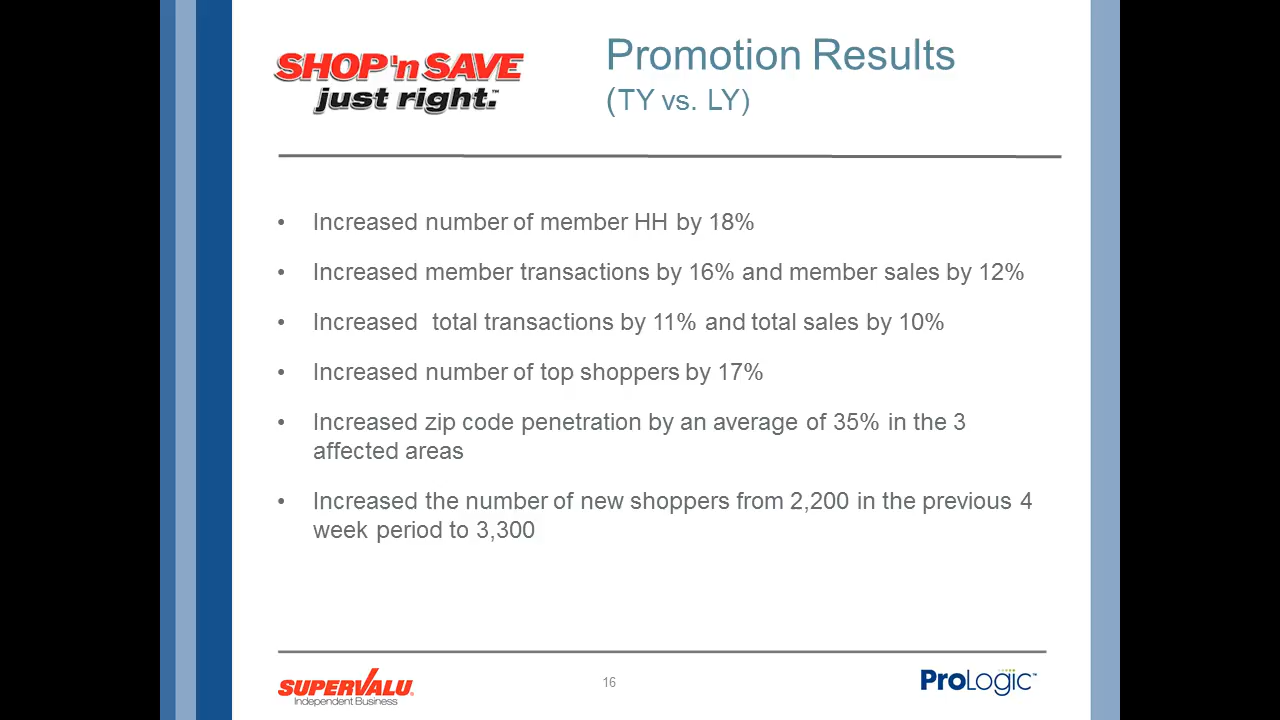 SHOP 'n SAVE
just right.™
Promotion Results
(TY vs. LY)
• Increased number of member HH by 18%
• Increased member transactions by 16% and member sales by 12%
• Increased  total transactions by 11% and total sales by 10%
• Increased number of top shoppers by 17%
• Increased zip code penetration by an average of 35% in the 3
affected areas
• Increased the number of new shoppers from 2,200 in the previous 4
week period to 3,300
SUPERVALU®
Independent Business
16
ProLogic™